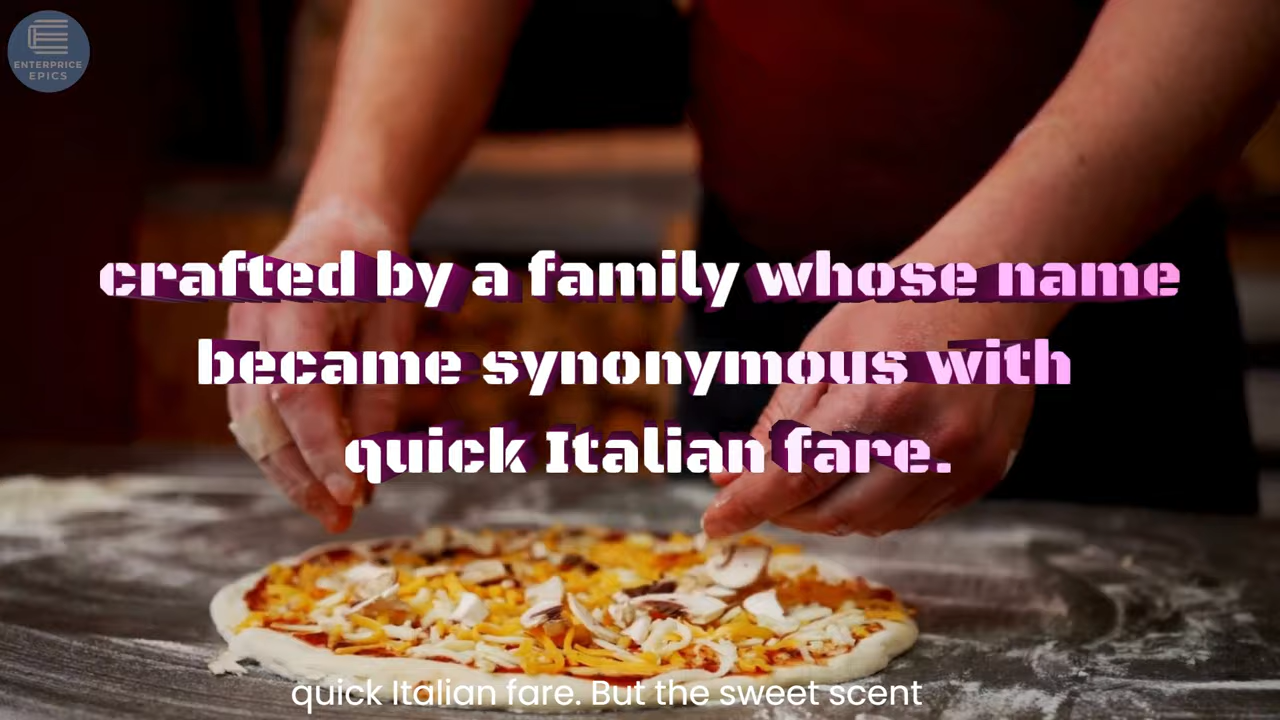 ENTERPRICE
EPICS
crafted by a family whose name
became synonymous with
quick Italian fare.
quick Italian fare. But the sweet scent